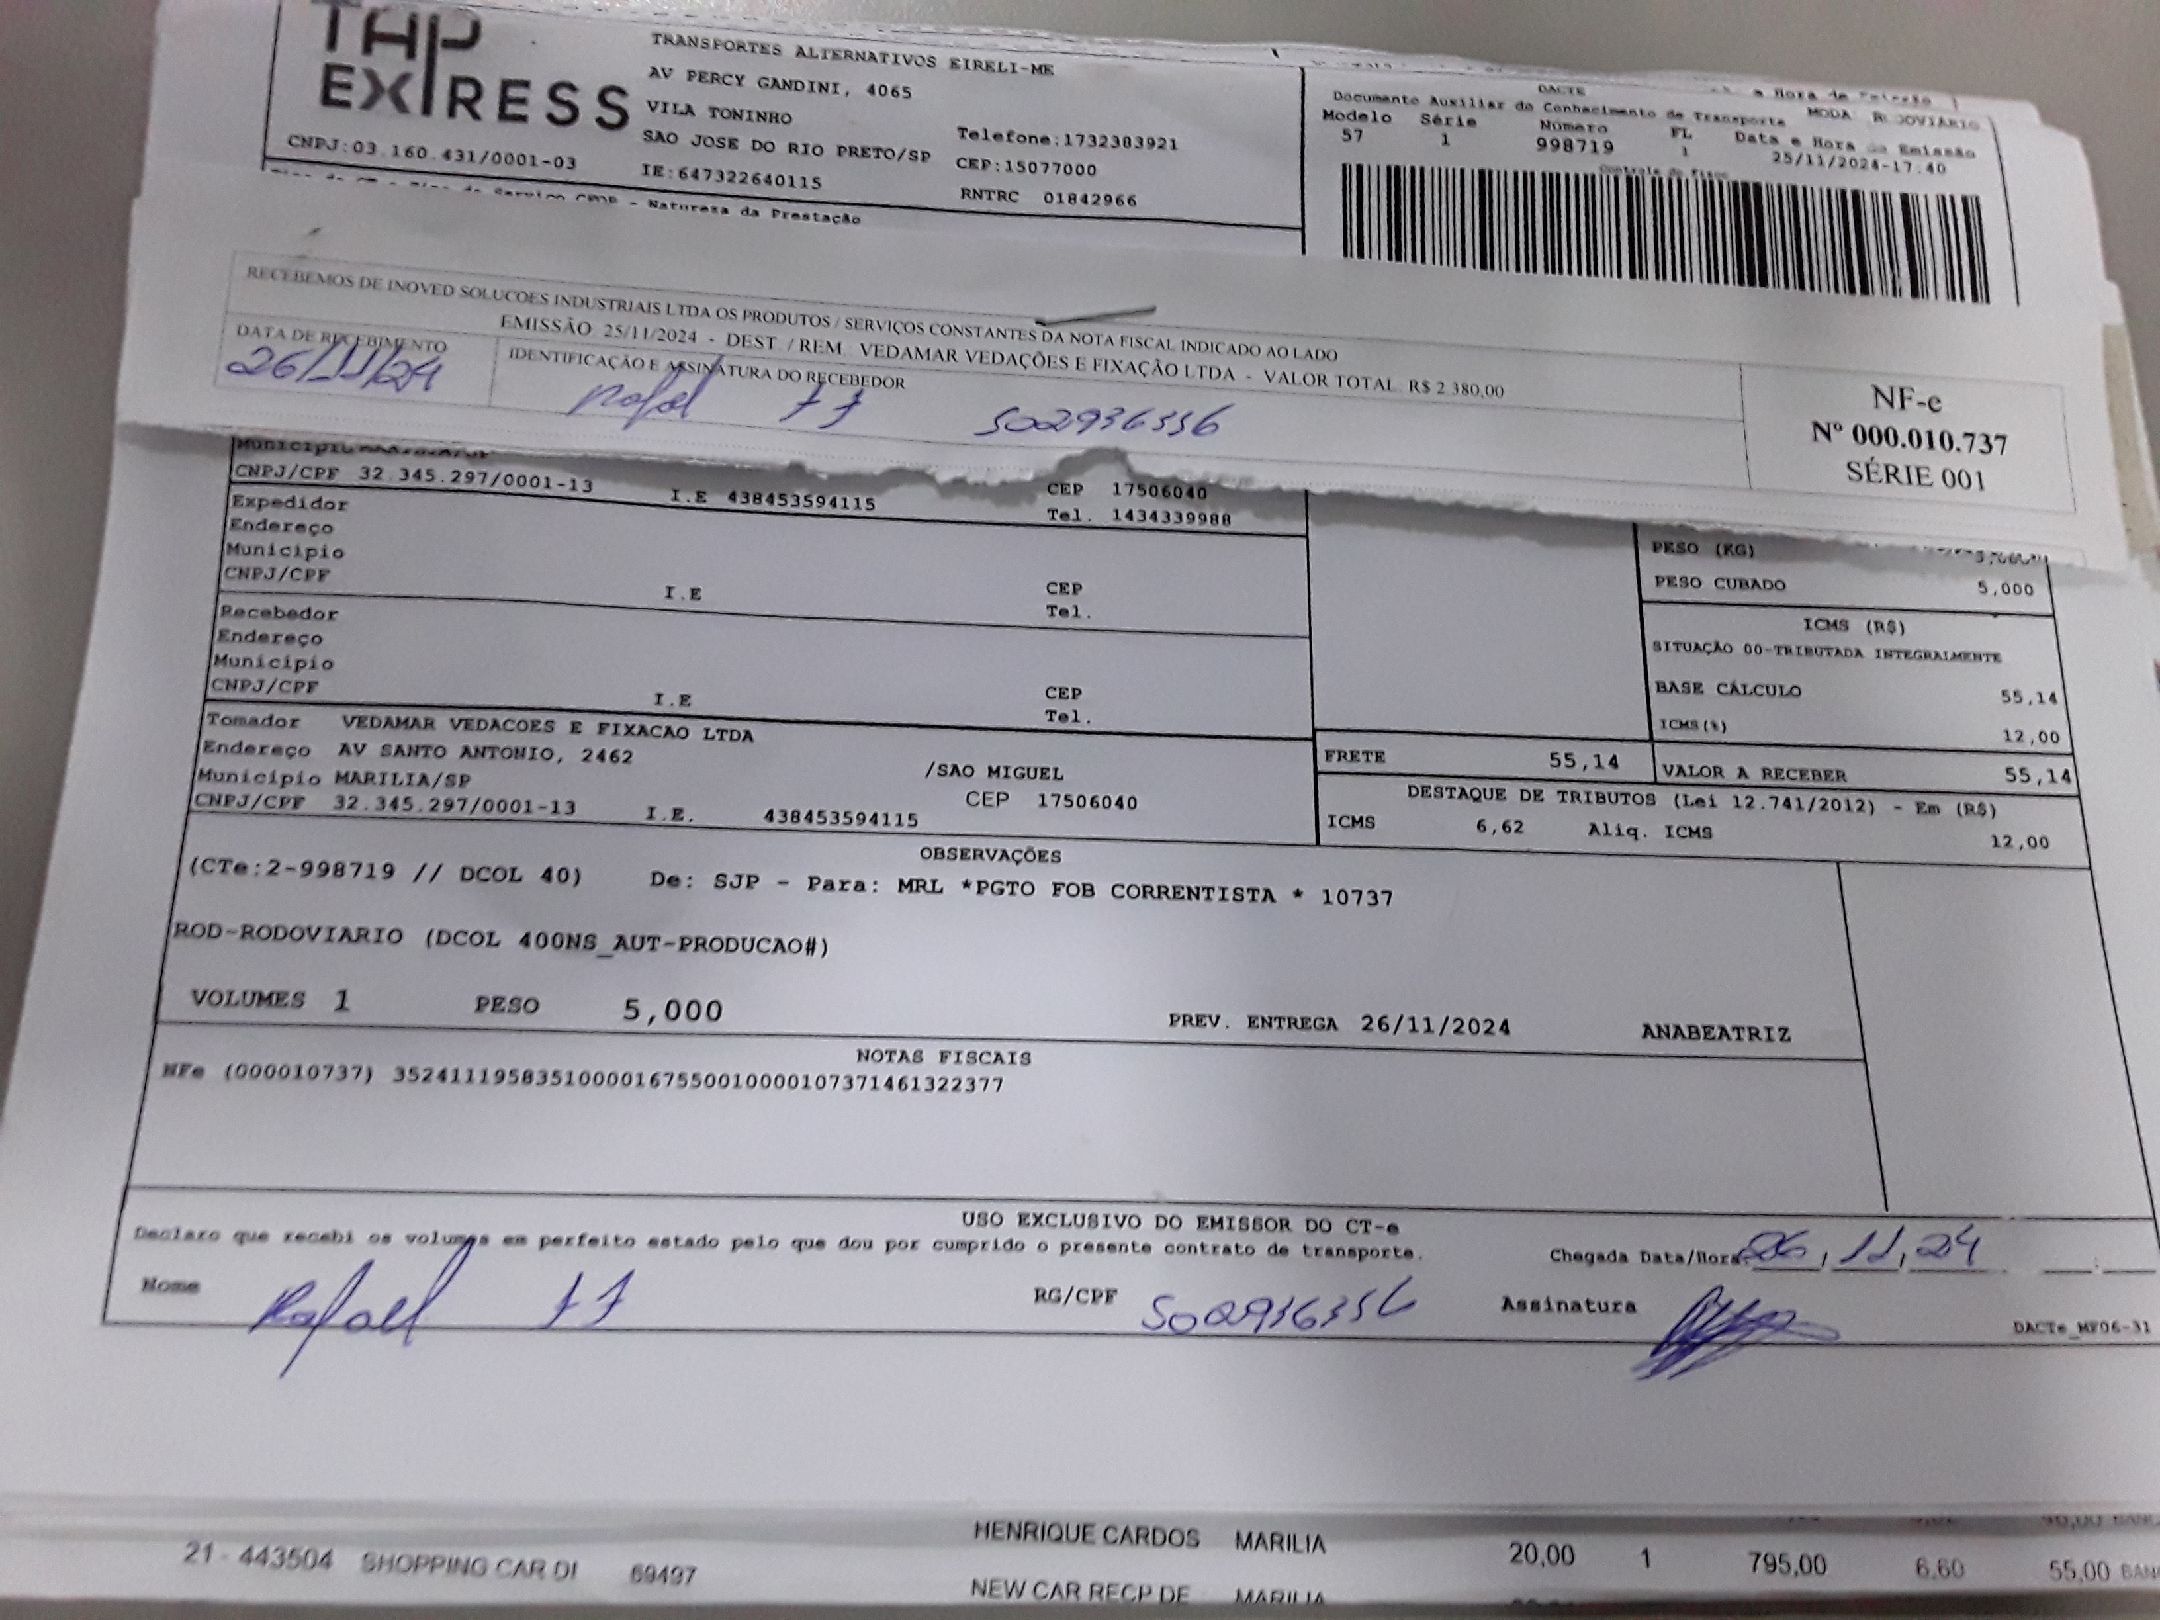 TAP EXPRESS
TRANSPORTES ALTERNATIVOS EIRELI-ME
AV PERCY GANDINI, 4065
VILA TONINHO
SAO JOSE DO RIO PRETO/SP
Telefone:1732303921
CEP:15077000
CNPJ:03.160.431/0001-03
IE:647322640115
RNTRC 01842966
Natureza da Prestação
DACTE
Documento Auxiliar do Conhecimento de Transporte
Modelo Série Número FL Data e Hora de Emissão
57 1 998719 1 25/11/2024-17.40
Controle do Fisco
RECEBEMOS DE INOVED SOLUCOES INDUSTRIAIS LTDA OS PRODUTOS / SERVIÇOS CONSTANTES DA NOTA FISCAL INDICADO AO LADO
EMISSÃO 25/11/2024 - DEST. / REM VEDAMAR VEDAÇÕES E FIXAÇÃO LTDA - VALOR TOTAL R$ 2 380,00
DATA DE RECEBIMENTO
26/11/24
IDENTIFICAÇÃO E ASSINATURA DO RECEBEDOR
Rafael 502936356
NF-e
Nº 000.010.737
SÉRIE 001
CNPJ/CPF 32.345.297/0001-13 I.E 438453594115 CEP 17506040
Tel. 1434339988
Expedidor
Endereço
Município
CNPJ/CPF I.E CEP
Tel.
Recebedor
Endereço
Município
CNPJ/CPF I.E CEP
Tel.
PESO (KG)
PESO CUBADO 5,000
ICMS (R$)
SITUAÇÃO 00-TRIBUTADA INTEGRALMENTE
BASE CÁLCULO 55,14
ICMS(%) 12,00
Tomador VEDAMAR VEDACOES E FIXACAO LTDA
Endereço AV SANTO ANTONIO, 2462 /SAO MIGUEL
Município MARILIA/SP CEP 17506040
CNPJ/CPF 32.345.297/0001-13 I.E. 438453594115
FRETE 55,14 VALOR A RECEBER 55,14
DESTAQUE DE TRIBUTOS (Lei 12.741/2012) - Em (R$)
ICMS 6,62 Aliq. ICMS 12,00
OBSERVAÇÕES
(CTe:2-998719 // DCOL 40) De: SJP - Para: MRL *PGTO FOB CORRENTISTA * 10737
ROD-RODOVIARIO (DCOL 400NS_AUT-PRODUCAO#)
VOLUMES 1 PESO 5,000 PREV. ENTREGA 26/11/2024 ANABEATRIZ
NOTAS FISCAIS
NFe (000010737) 35241119583510000167550010000107371461322377
USO EXCLUSIVO DO EMISSOR DO CT-e
Declaro que recebi os volumes em perfeito estado pelo que dou por cumprido o presente contrato de transporte.
Chegada Data/Hora 26/11/24
Nome Rafael RG/CPF 502936356 Assinatura
DACTe_MF06-31
HENRIQUE CARDOS MARILIA
21 - 443504 SHOPPING CAR DI 69497 20,00 1 795,00 6,60 55,00
NEW CAR RECP DE MARILIA